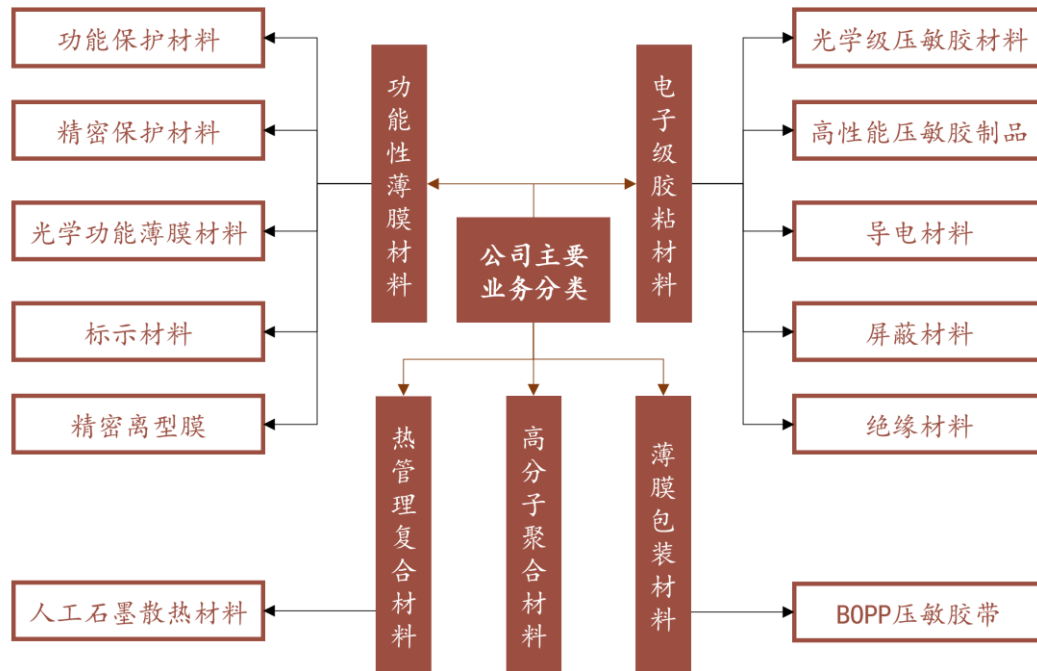 功能保护材料
精密保护材料
光学功能薄膜材料
标示材料
精密离型膜
人工石墨散热材料
功能性薄膜材料
电子级胶粘材料
公司主要
业务分类
热管理复合材料
高分子聚合材料
薄膜包装材料
光学级压敏胶材料
高性能压敏胶制品
导电材料
屏蔽材料
绝缘材料
BOPP压敏胶带